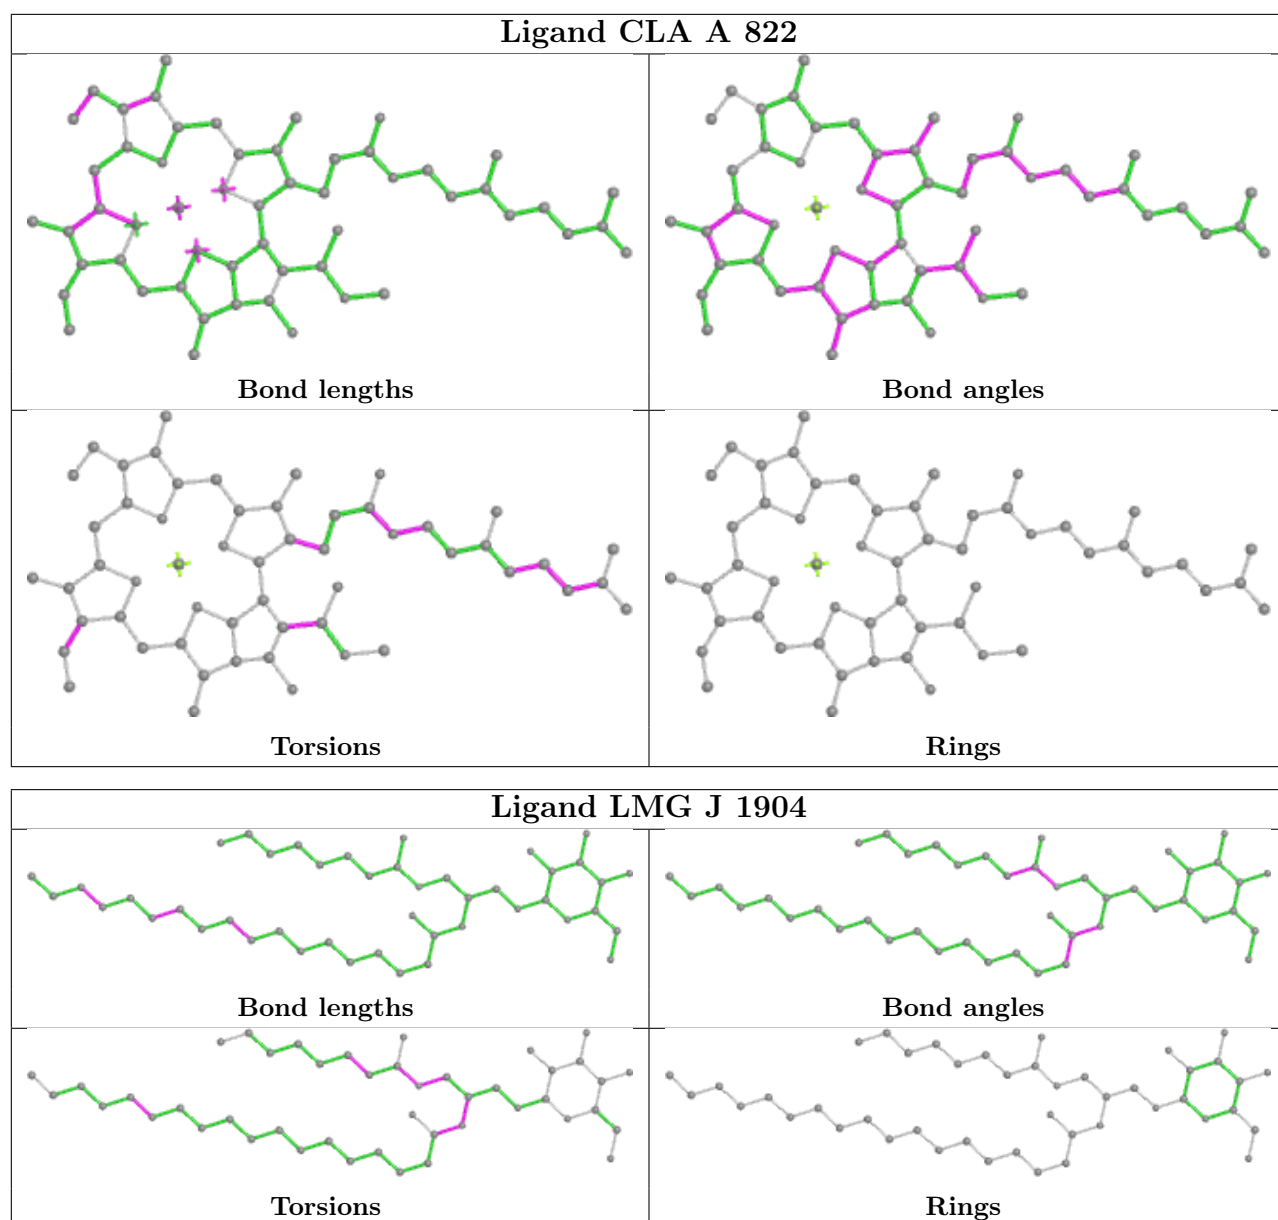 Ligand CLA A 822
Bond lengths
Bond angles
Torsions
Rings
Ligand LMG J 1904
Bond lengths
Bond angles
Torsions
Rings